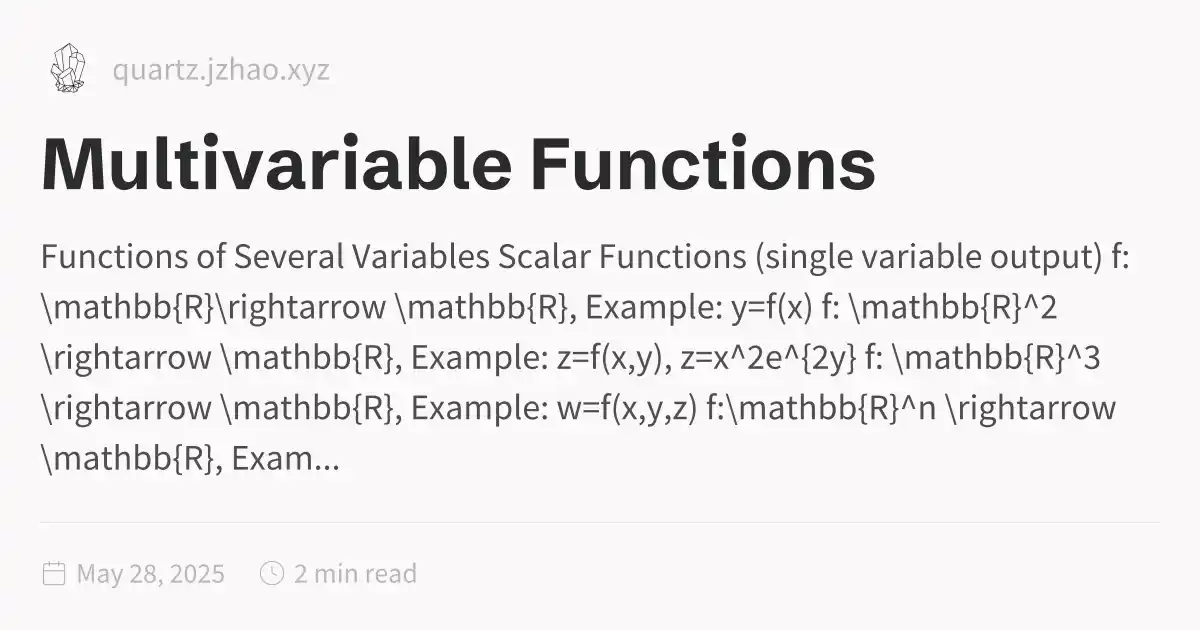 quartz.jzhao.xyz
Multivariable Functions
Functions of Several Variables Scalar Functions (single variable output) f:
\mathbb{R}\rightarrow \mathbb{R}, Example: y=f(x) f: \mathbb{R}^2
\rightarrow \mathbb{R}, Example: z=f(x,y), z=x^2e^{2y} f: \mathbb{R}^3
\rightarrow \mathbb{R}, Example: w=f(x,y,z) f:\mathbb{R}^n \rightarrow
\mathbb{R}, Exam...
May 28, 2025 2 min read